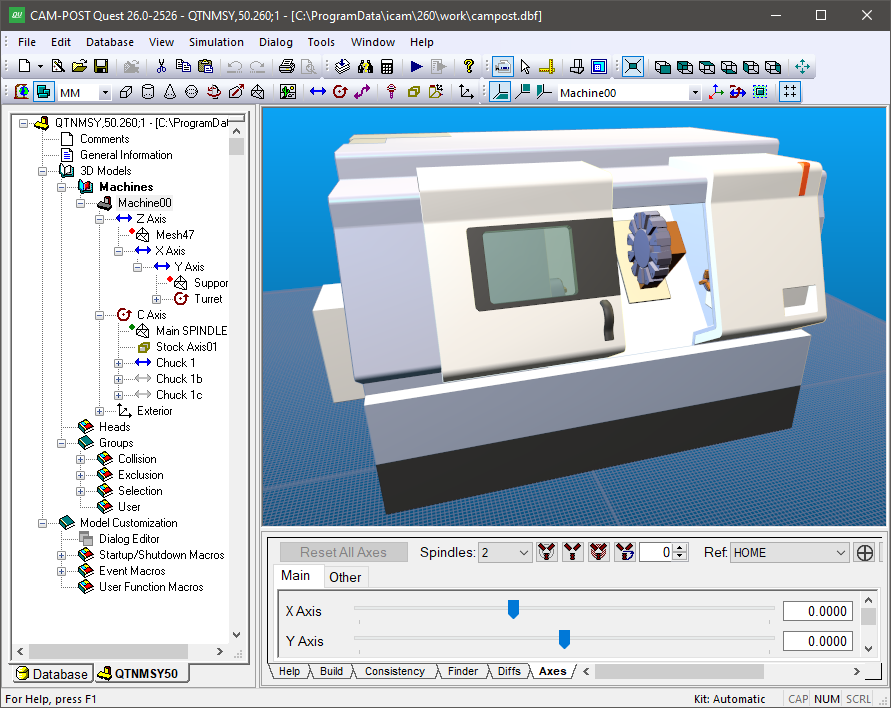 CAM-POST Quest 26.0-2526 - QTNMSY,50.260;1 - [C:\ProgramData\icam\260\work\campost.dbf]
File Edit Database View Simulation Dialog Tools Window Help
MM
Machine00
QTNMSY,50.260;1 - [C:\ProgramDat
Comments
General Information
3D Models
Machines
Machine00
Z Axis
Mesh47
X Axis
Y Axis
Suppor
Turret
C Axis
Main SPINDLE
Stock Axis01
Chuck 1
Chuck 1b
Chuck 1c
Exterior
Heads
Groups
Collision
Exclusion
Selection
User
Model Customization
Dialog Editor
Startup/Shutdown Macros
Event Macros
User Function Macros
Database QTNMSY50
Reset All Axes Spindles: 2 0 Ref: HOME
Main Other
X Axis 0.0000
Y Axis 0.0000
Help Build Consistency Finder Diffs Axes
For Help, press F1 Kit: Automatic CAP NUM SCRL